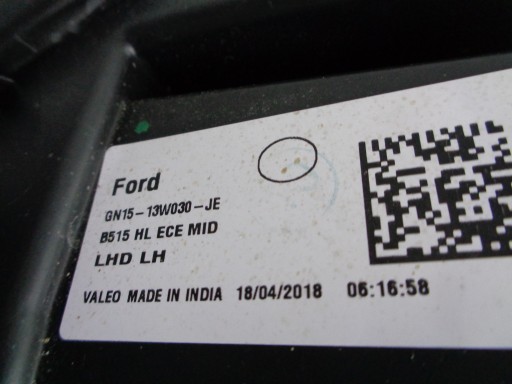 Ford
GN15-13W030-JE
B515 HL ECE MID
LHD LH
VALEO MADE IN INDIA 18/04/2018 06:16:58